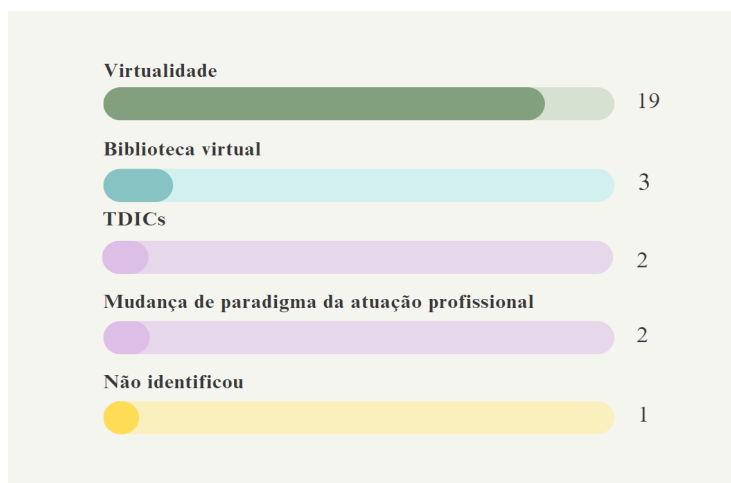 Virtualidade
19
Biblioteca virtual
3
TDICs
2
Mudança de paradigma da atuação profissional
2
Não identificou
1